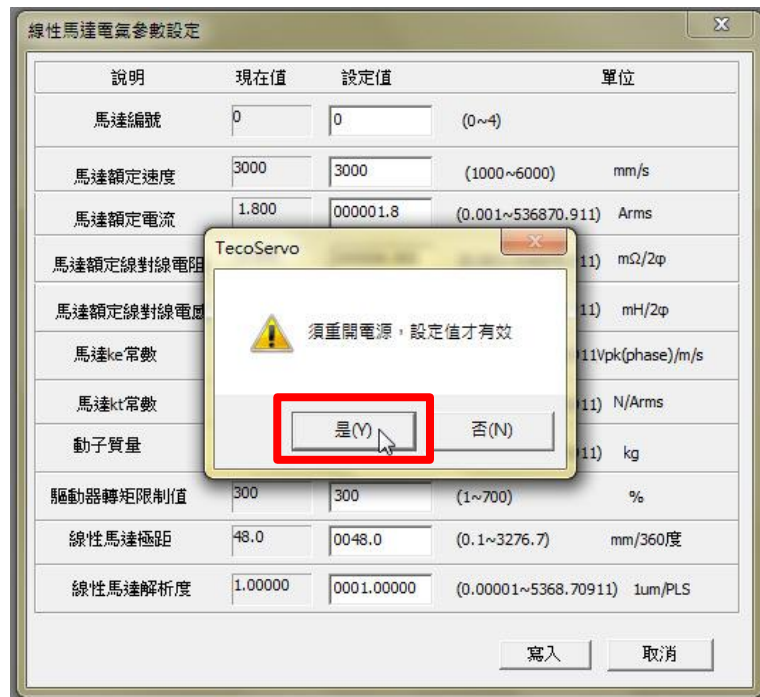 線性馬達電氣參數設定
說明 現在值 設定值 單位
馬達編號 0 0 (0~4)
馬達額定速度 3000 3000 (1000~6000) mm/s
馬達額定電流 1.800 000001.8 (0.001~536870.911) Arms
TecoServo
馬達額定線對線電阻 11) mΩ/2φ
馬達額定線對線電感 11) mH/2φ
須重開電源，設定值才有效
馬達ke常數 11Vpk(phase)/m/s
馬達kt常數 911) N/Arms
是(Y) 否(N)
動子質量 911) kg
驅動器轉矩限制值 300 300 (1~700) %
線性馬達極距 48.0 0048.0 (0.1~3276.7) mm/360度
線性馬達解析度 1.00000 0001.00000 (0.00001~5368.70911) 1um/PLS
寫入 取消